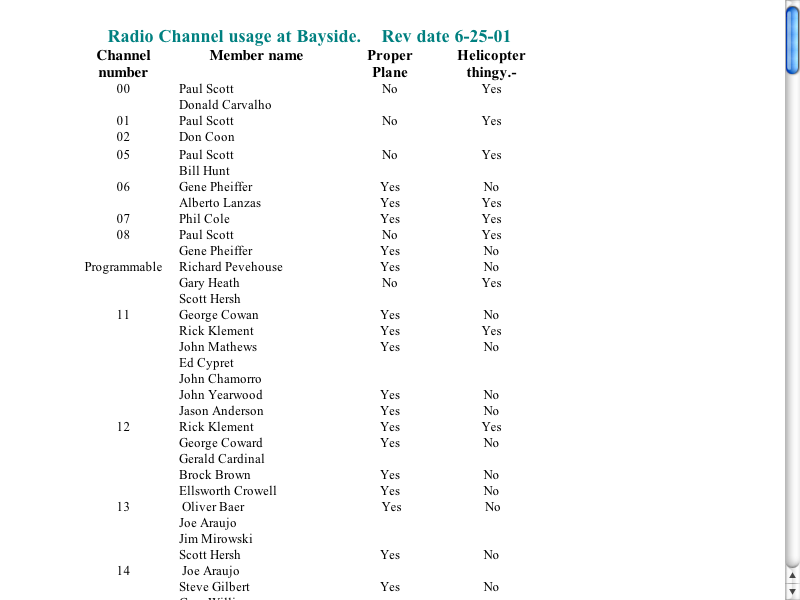 Radio Channel usage at Bayside. Rev date 6-25-01
Channel number Member name Proper Plane Helicopter thingy.-
00 Paul Scott No Yes
Donald Carvalho
01 Paul Scott No Yes
02 Don Coon
05 Paul Scott No Yes
Bill Hunt
06 Gene Pheiffer Yes No
Alberto Lanzas Yes Yes
07 Phil Cole Yes Yes
08 Paul Scott No Yes
Gene Pheiffer Yes No
Programmable Richard Pevehouse Yes No
Gary Heath No Yes
Scott Hersh
11 George Cowan Yes No
Rick Klement Yes Yes
John Mathews Yes No
Ed Cypret
John Chamorro
John Yearwood Yes No
Jason Anderson Yes No
12 Rick Klement Yes Yes
George Coward Yes No
Gerald Cardinal
Brock Brown Yes No
Ellsworth Crowell Yes No
13 Oliver Baer Yes No
Joe Araujo
Jim Mirowski
Scott Hersh Yes No
14 Joe Araujo
Steve Gilbert Yes No